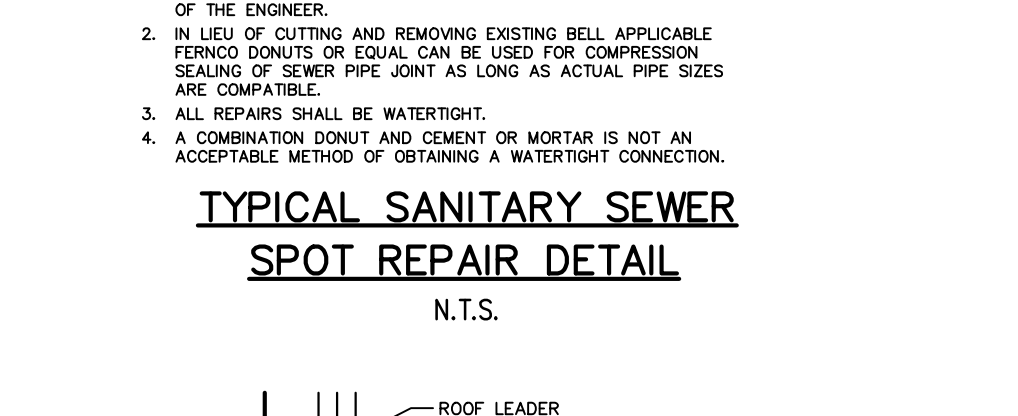 OF THE ENGINEER.
2. IN LIEU OF CUTTING AND REMOVING EXISTING BELL APPLICABLE
FERNCO DONUTS OR EQUAL CAN BE USED FOR COMPRESSION
SEALING OF SEWER PIPE JOINT AS LONG AS ACTUAL PIPE SIZES
ARE COMPATIBLE.
3. ALL REPAIRS SHALL BE WATERTIGHT.
4. A COMBINATION DONUT AND CEMENT OR MORTAR IS NOT AN
ACCEPTABLE METHOD OF OBTAINING A WATERTIGHT CONNECTION.
TYPICAL SANITARY SEWER
SPOT REPAIR DETAIL
N.T.S.
ROOF LEADER